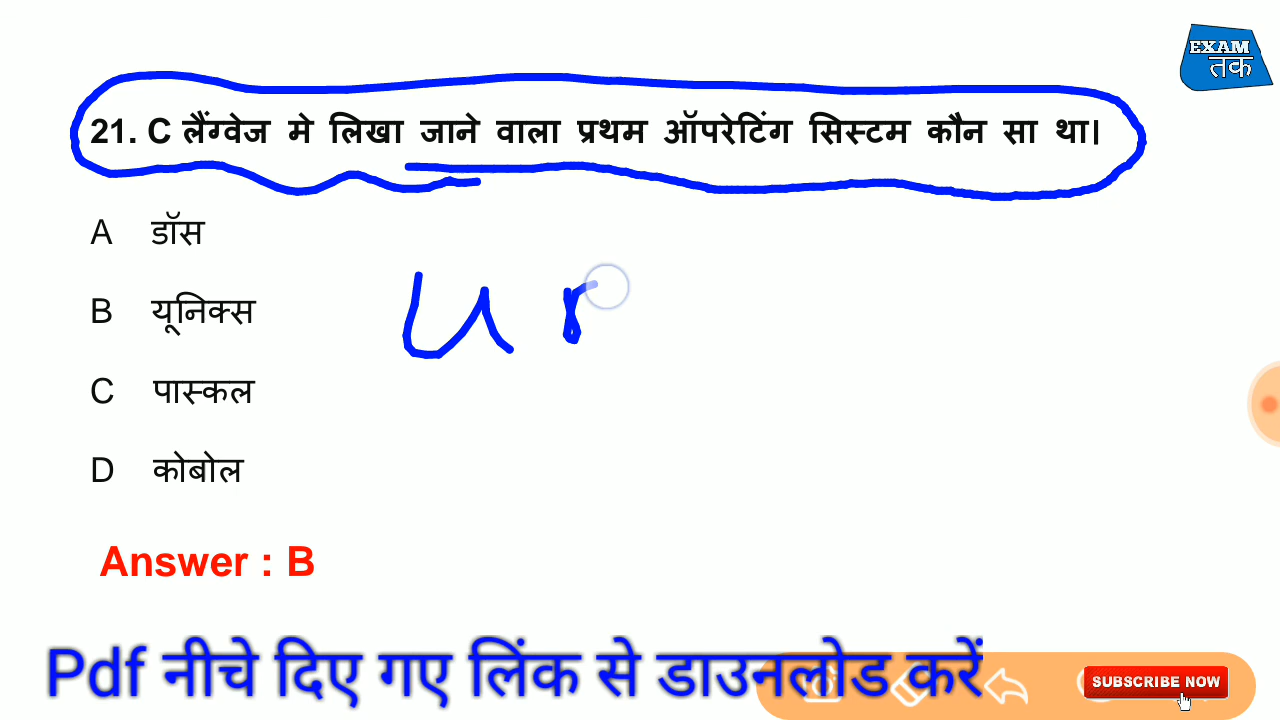 EXAM
तक
21. C लैंग्वेज मे लिखा जाने वाला प्रथम ऑपरेटिंग सिस्टम कौन सा था।
A डॉस
B यूनिक्स
C पास्कल
D कोबोल
Answer : B
Pdf नीचे दिए गए लिंक से डाउनलोड करें
SUBSCRIBE NOW